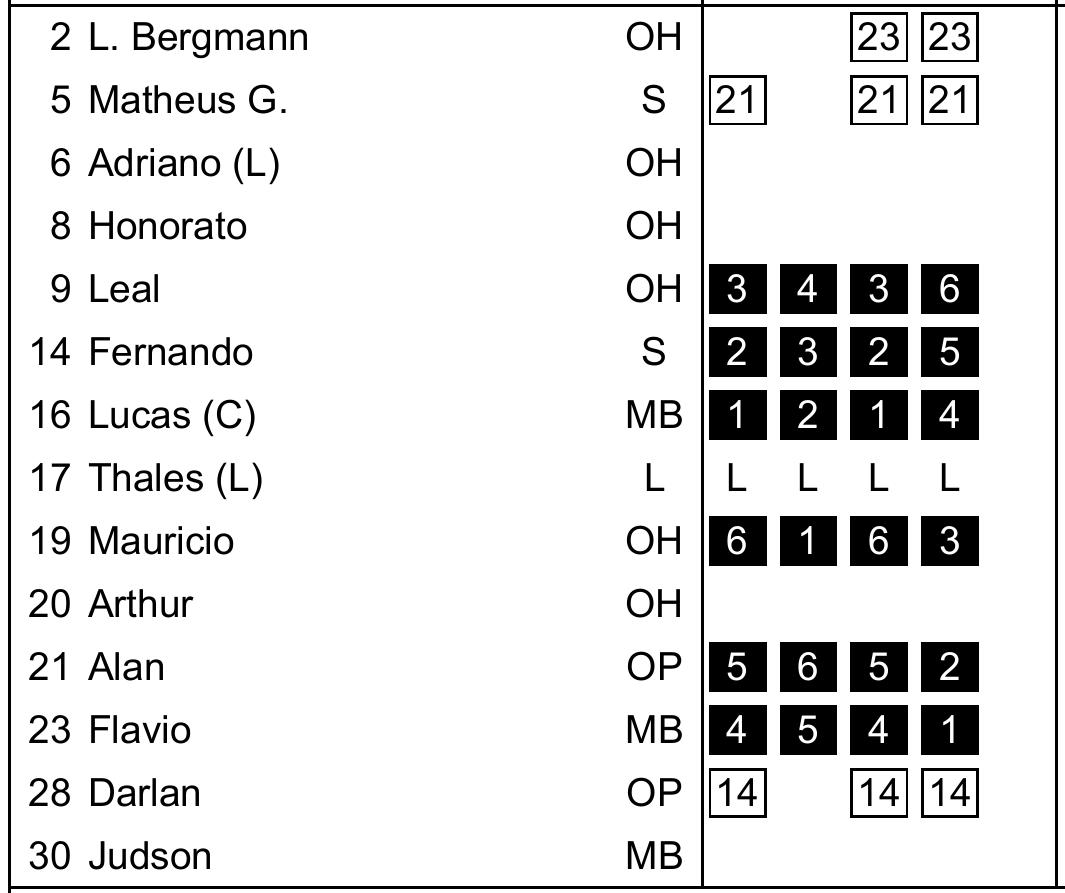 2 L. Bergmann OH 23 23
5 Matheus G. S 21 21 21
6 Adriano (L) OH
8 Honorato OH
9 Leal OH 3 4 3 6
14 Fernando S 2 3 2 5
16 Lucas (C) MB 1 2 1 4
17 Thales (L) L L L L L
19 Mauricio OH 6 1 6 3
20 Arthur OH
21 Alan OP 5 6 5 2
23 Flavio MB 4 5 4 1
28 Darlan OP 14 14 14
30 Judson MB